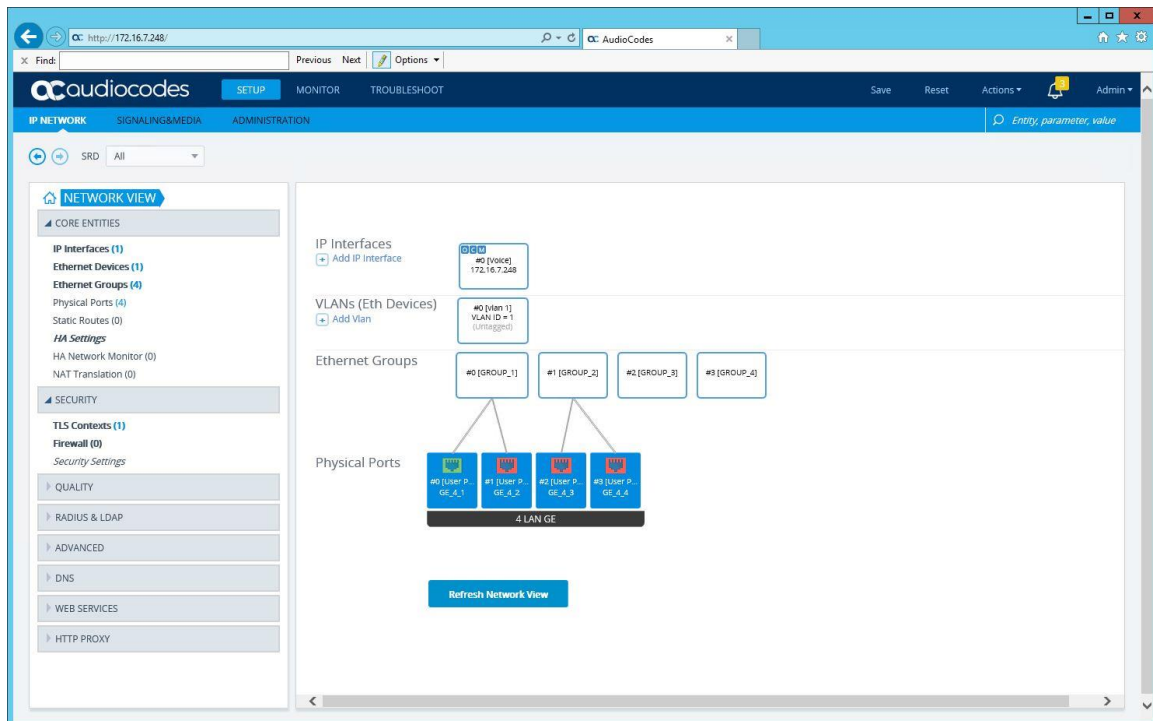 http://172.16.7.248/
AudioCodes
X Find:
Previous Next Options
audiocodes SETUP MONITOR TROUBLESHOOT Save Reset Actions Admin
IP NETWORK SIGNALING&MEDIA ADMINISTRATION Entity, parameter, value
SRD All
NETWORK VIEW
CORE ENTITIES
IP Interfaces (1)
Ethernet Devices (1)
Ethernet Groups (4)
Physical Ports (4)
Static Routes (0)
HA Settings
HA Network Monitor (0)
NAT Translation (0)
SECURITY
TLS Contexts (1)
Firewall (0)
Security Settings
QUALITY
RADIUS & LDAP
ADVANCED
DNS
WEB SERVICES
HTTP PROXY
IP Interfaces
Add IP Interface
O C M
#0 [Voice]
172.16.7.248
VLANs (Eth Devices)
Add Vlan
#0 [vlan 1]
VLAN ID = 1
(Untagged)
Ethernet Groups
#0 [GROUP_1] #1 [GROUP_2] #2 [GROUP_3] #3 [GROUP_4]
Physical Ports
#0 [User P... #1 [User P... #2 [User P... #3 [User P...
GE_4_1 GE_4_2 GE_4_3 GE_4_4
4 LAN GE
Refresh Network View